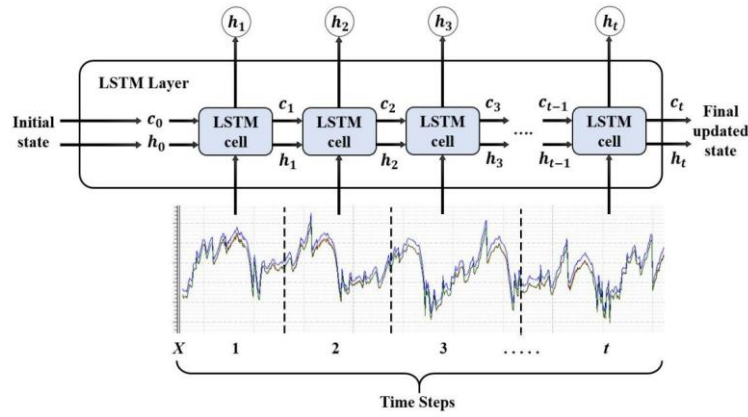 h₁ h₂ h₃ hₜ
LSTM Layer
Initial state
c₀ c₁ c₂ c₃ cₜ₋₁ cₜ
LSTM cell LSTM cell LSTM cell .... LSTM cell
h₀ h₁ h₂ h₃ hₜ₋₁ hₜ
Final updated state
X 1 2 3 ..... t
Time Steps